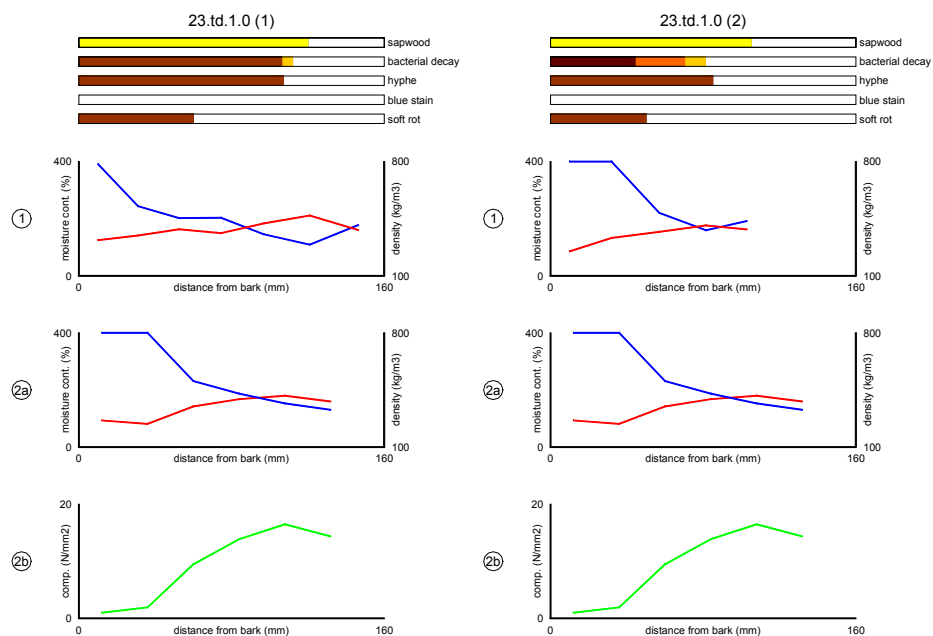 23.td.1.0 (1)
sapwood
bacterial decay
hyphe
blue stain
soft rot
1
400
0
moisture cont. (%)
800
100
density (kg/m3)
0
distance from bark (mm)
160
2a
400
0
moisture cont. (%)
800
100
density (kg/m3)
0
distance from bark (mm)
160
2b
20
0
comp. (N/mm2)
0
distance from bark (mm)
160
23.td.1.0 (2)
sapwood
bacterial decay
hyphe
blue stain
soft rot
1
400
0
moisture cont. (%)
800
100
density (kg/m3)
0
distance from bark (mm)
160
2a
400
0
moisture cont. (%)
800
100
density (kg/m3)
0
distance from bark (mm)
160
2b
20
0
comp. (N/mm2)
0
distance from bark (mm)
160